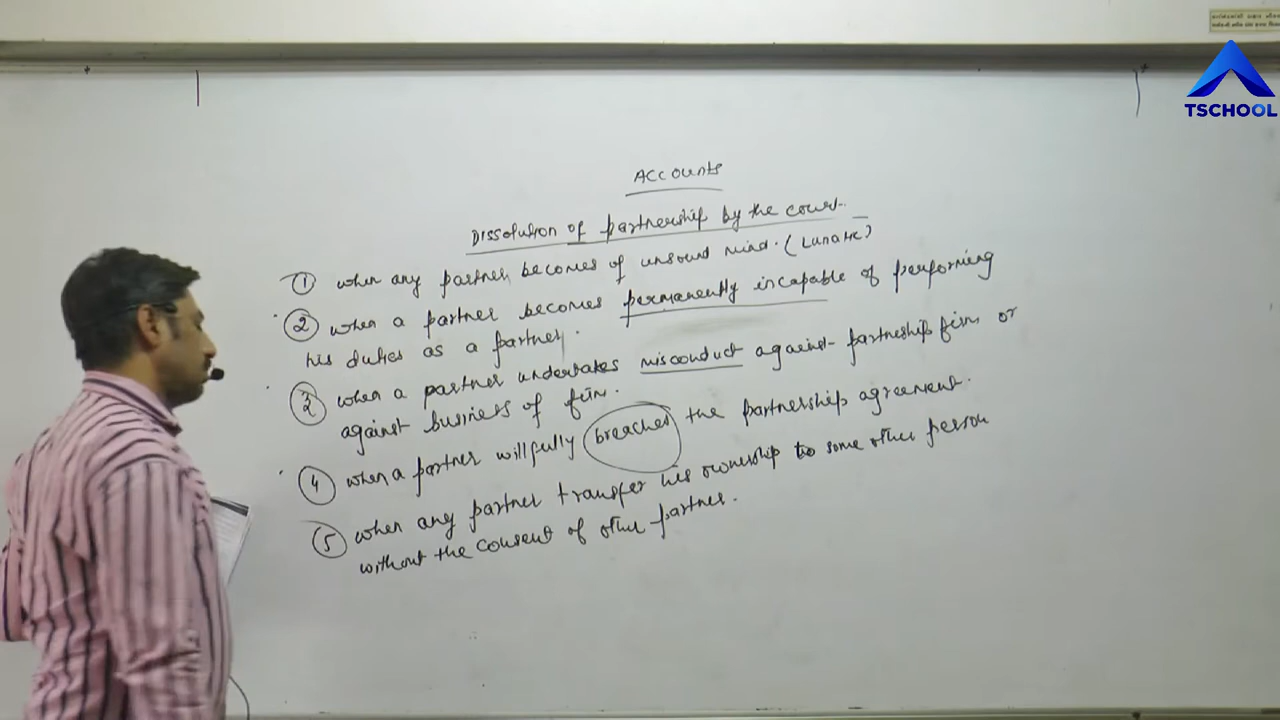 TSCHOOL
ACCOUNTS
Dissolution of partnership by the court.
① when any partner becomes of unsound mind. (Lunatic)
② when a partner becomes permanently incapable of performing
his duties as a partner.
③ when a partner undertakes misconduct against partnership firm or
against business of firm.
④ when a partner willfully breaches the partnership agreement.
⑤ when any partner transfer his ownership to some other person
without the consent of other partner.